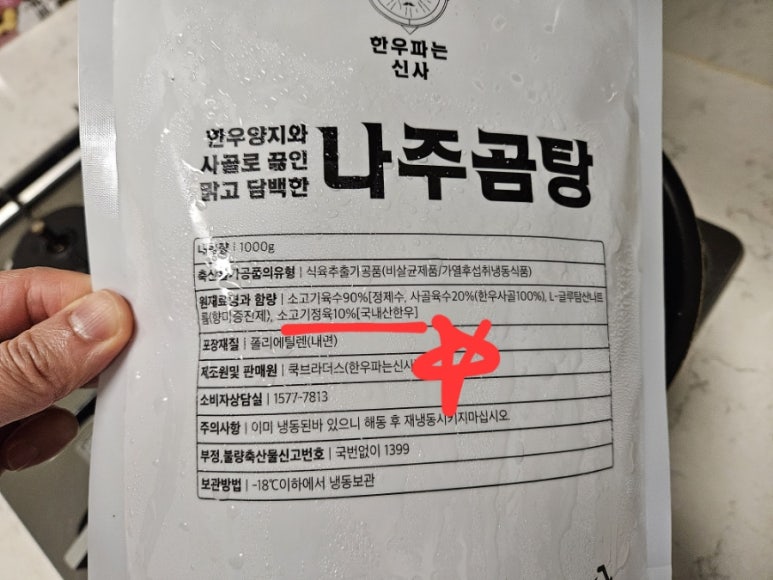 한우파는
신사
한우양지와
사골로 끓인
맑고 담백한
나주곰탕
내용량 | 1000g
축산물가공품의유형 | 식육추출가공품(비살균제품/가열후섭취냉동식품)
원재료명과 함량 | 소고기육수90%[정제수, 사골육수20%(한우사골100%), L-글루탐산나트
륨(향미증진제), 소고기정육10%[국내산한우]
포장재질 | 폴리에틸렌(내면)
제조원및 판매원 | 쿡브라더스(한우파는신사
소비자상담실 | 1577-7813
주의사항 | 이미 냉동된바 있으니 해동 후 재냉동시키지마십시오.
부정,불량축산물신고번호 | 국번없이 1399
보관방법 | -18℃이하에서 냉동보관